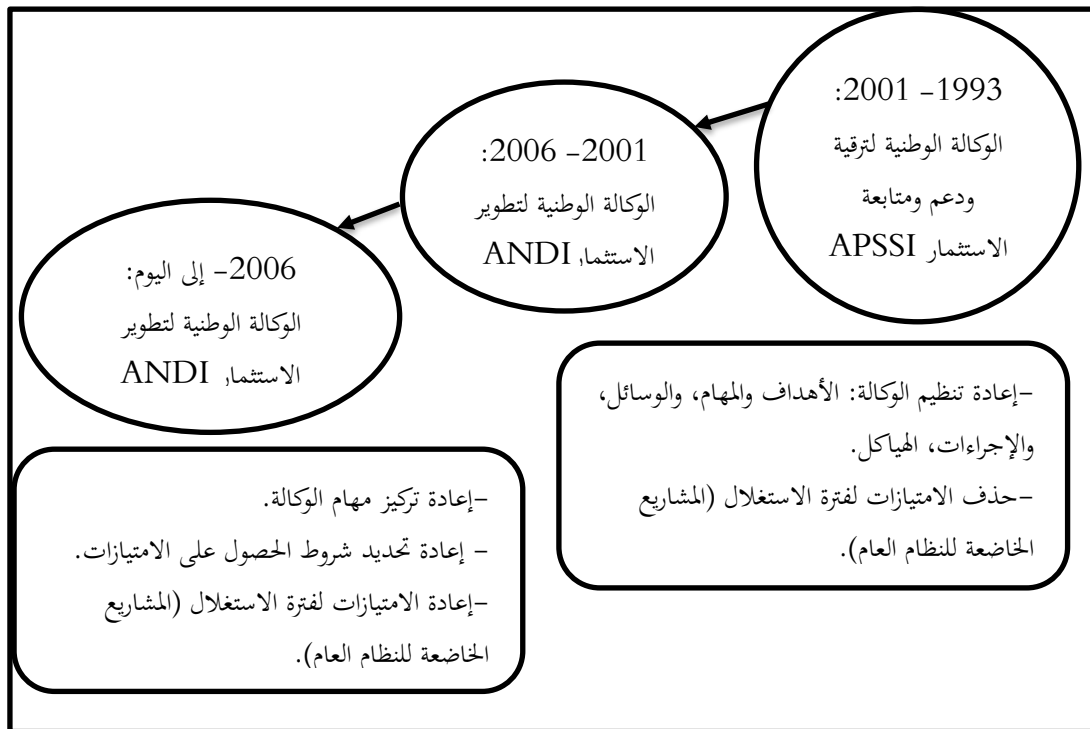 1993– 2001:
الوكالة الوطنية لترقية
ودعم ومتابعة
الاستثمار APSSI
2001– 2006:
الوكالة الوطنية لتطوير
الاستثمار ANDI
2006– إلى اليوم:
الوكالة الوطنية لتطوير
الاستثمار ANDI
–إعادة تنظيم الوكالة: الأهداف والمهام، والوسائل،
والإجراءات، الهياكل.
–حذف الامتيازات لفترة الاستغلال (المشاريع
الخاضعة للنظام العام).
–إعادة تركيز مهام الوكالة.
– إعادة تحديد شروط الحصول على الامتيازات.
–إعادة الامتيازات لفترة الاستغلال (المشاريع
الخاضعة للنظام العام).